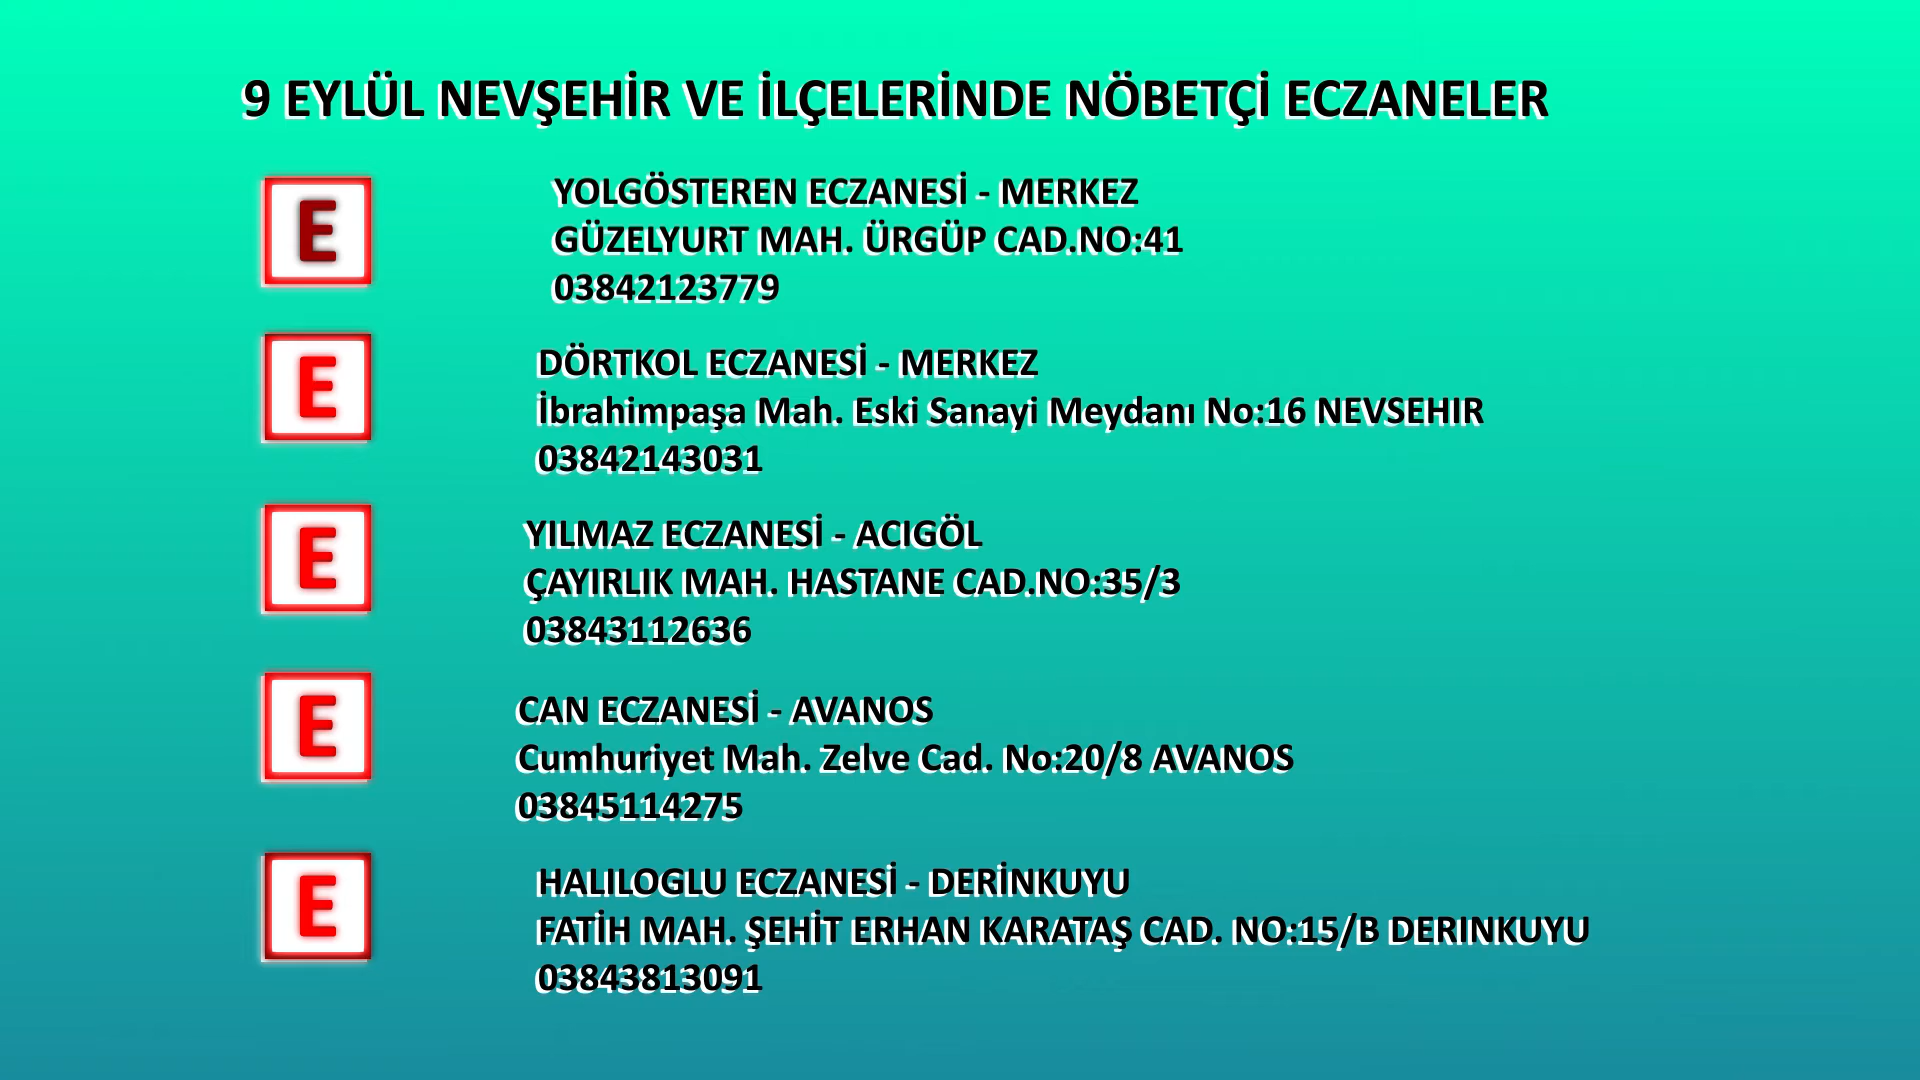 9 EYLÜL NEVŞEHİR VE İLÇELERİNDE NÖBETÇİ ECZANELER
E
YOLGÖSTEREN ECZANESİ - MERKEZ
GÜZELYURT MAH. ÜRGÜP CAD.NO:41
03842123779
E
DÖRTKOL ECZANESİ - MERKEZ
İbrahimpaşa Mah. Eski Sanayi Meydanı No:16 NEVSEHIR
03842143031
E
YILMAZ ECZANESİ - ACIGÖL
ÇAYIRLIK MAH. HASTANE CAD.NO:35/3
03843112636
E
CAN ECZANESİ - AVANOS
Cumhuriyet Mah. Zelve Cad. No:20/8 AVANOS
03845114275
E
HALILOGLU ECZANESİ - DERİNKUYU
FATİH MAH. ŞEHİT ERHAN KARATAŞ CAD. NO:15/B DERINKUYU
03843813091